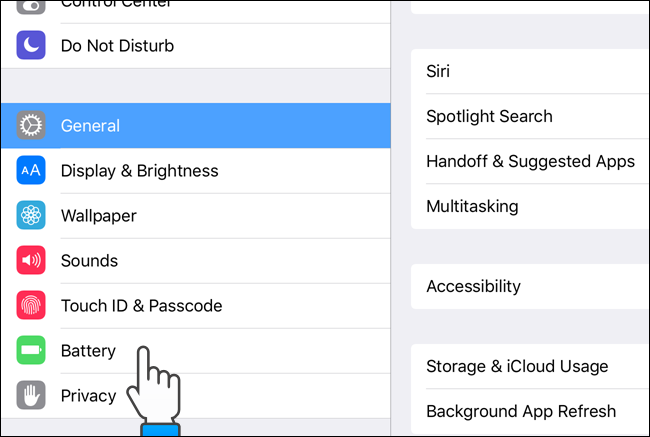 Control Center
Do Not Disturb
General
AA
Display & Brightness
Wallpaper
Sounds
Touch ID & Passcode
Battery
Privacy
Siri
Spotlight Search
Handoff & Suggested Apps
Multitasking
Accessibility
Storage & iCloud Usage
Background App Refresh